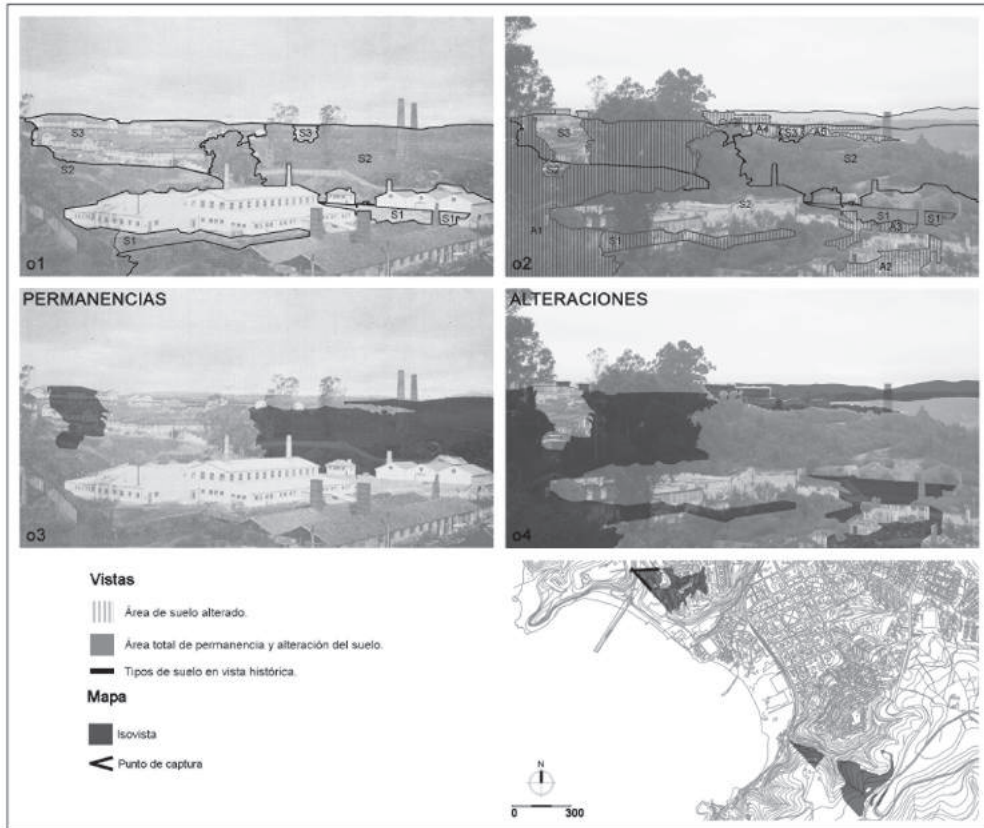 S3
S3
S2
S2
S1
S1
S1
o1
S3
A4
S3
A5
S2
S2
S2
A1
S1
S1
S1
A3
A2
o2
PERMANENCIAS
o3
ALTERACIONES
o4
Vistas
Área de suelo alterado.
Área total de permanencia y alteración del suelo.
Tipos de suelo en vista histórica.
Mapa
Isovista
Punto de captura
N
0 300